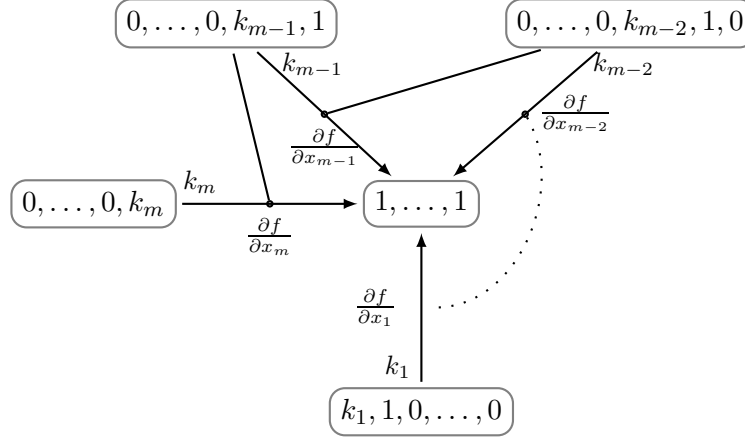 0, . . . , 0, k_{m−1}, 1
0, . . . , 0, k_{m−2}, 1, 0
k_{m−1}
k_{m−2}
∂f/∂x_{m−1}
∂f/∂x_{m−2}
k_m
0, . . . , 0, k_m
1, . . . , 1
∂f/∂x_m
∂f/∂x_1
k_1
k_1, 1, 0, . . . , 0